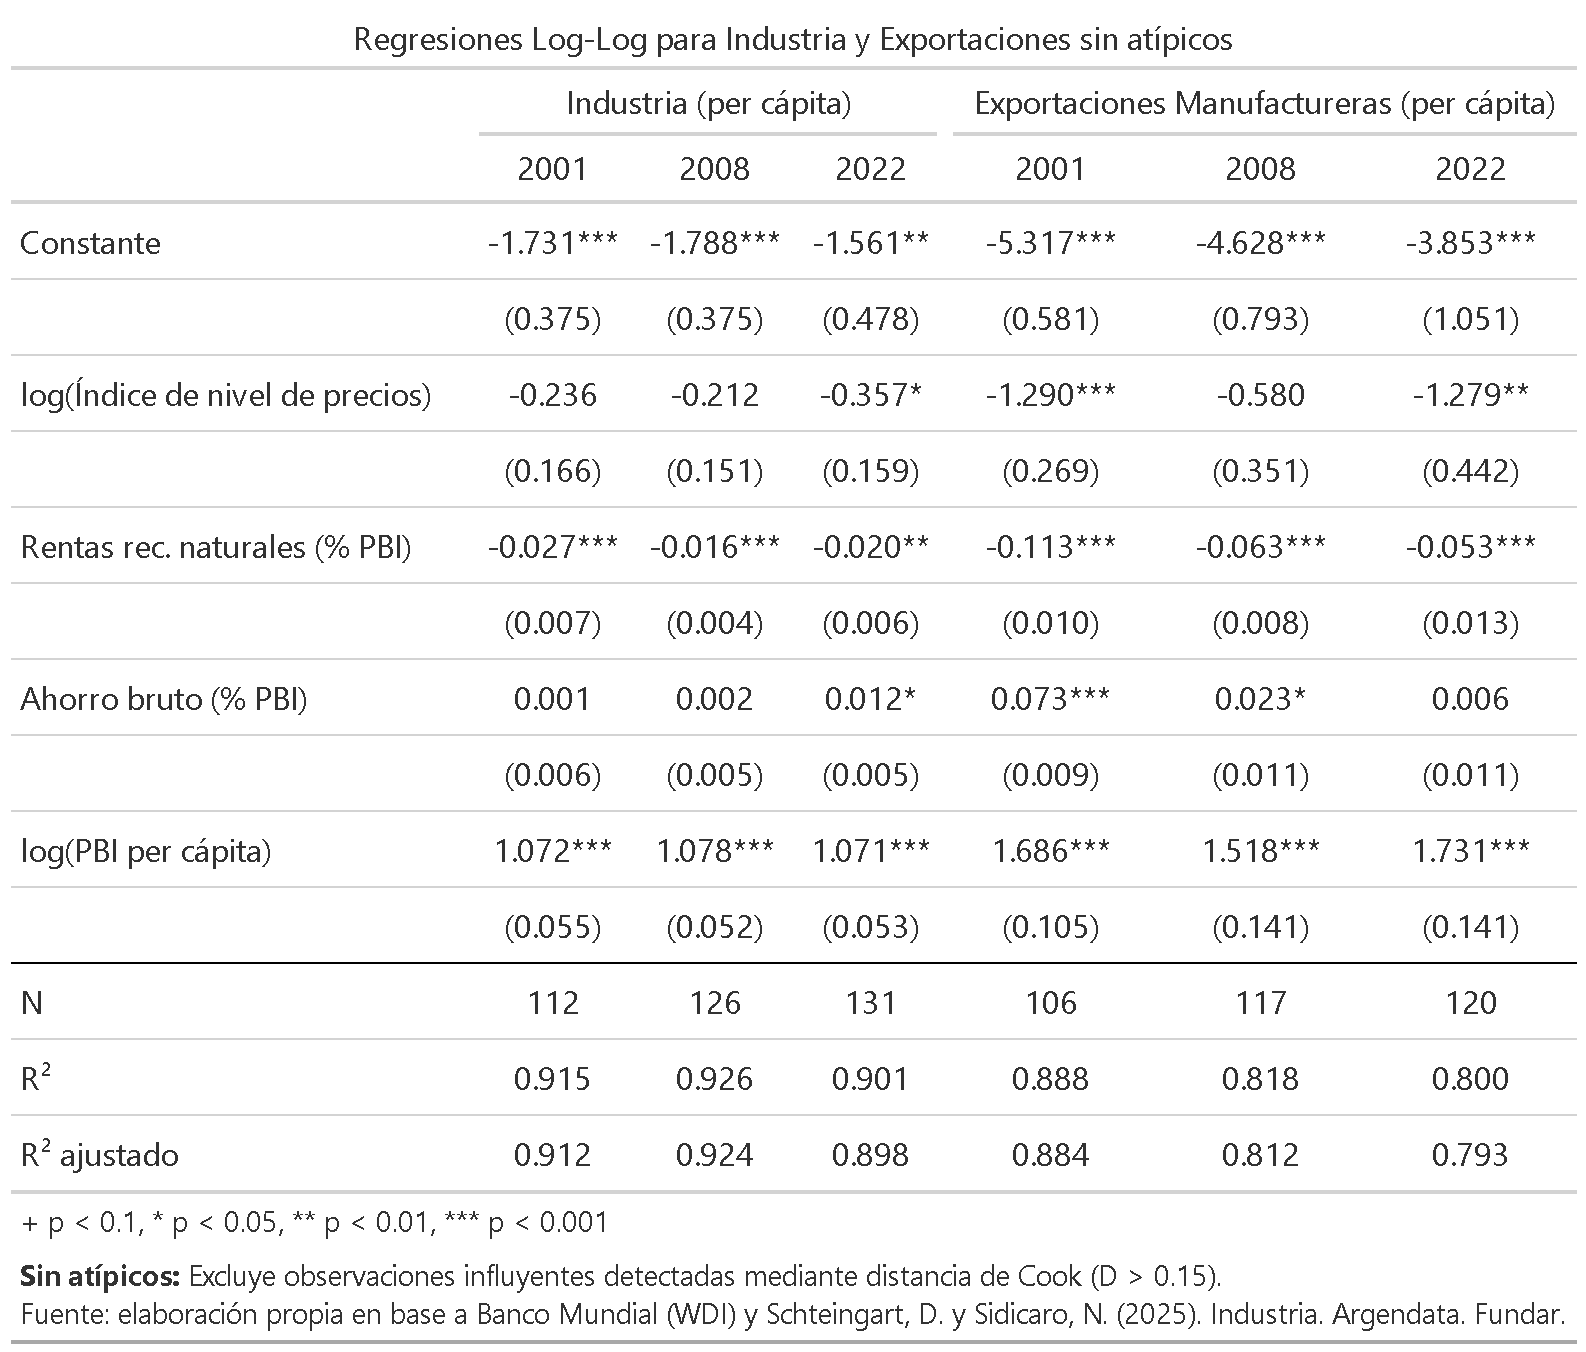 Regresiones Log-Log para Industria y Exportaciones sin atípicos
Industria (per cápita) Exportaciones Manufactureras (per cápita)
2001 2008 2022 2001 2008 2022
Constante -1.731*** -1.788*** -1.561** -5.317*** -4.628*** -3.853***
(0.375) (0.375) (0.478) (0.581) (0.793) (1.051)
log(Índice de nivel de precios) -0.236 -0.212 -0.357* -1.290*** -0.580 -1.279**
(0.166) (0.151) (0.159) (0.269) (0.351) (0.442)
Rentas rec. naturales (% PBI) -0.027*** -0.016*** -0.020** -0.113*** -0.063*** -0.053***
(0.007) (0.004) (0.006) (0.010) (0.008) (0.013)
Ahorro bruto (% PBI) 0.001 0.002 0.012* 0.073*** 0.023* 0.006
(0.006) (0.005) (0.005) (0.009) (0.011) (0.011)
log(PBI per cápita) 1.072*** 1.078*** 1.071*** 1.686*** 1.518*** 1.731***
(0.055) (0.052) (0.053) (0.105) (0.141) (0.141)
N 112 126 131 106 117 120
R² 0.915 0.926 0.901 0.888 0.818 0.800
R² ajustado 0.912 0.924 0.898 0.884 0.812 0.793
+ p < 0.1, * p < 0.05, ** p < 0.01, *** p < 0.001
Sin atípicos: Excluye observaciones influyentes detectadas mediante distancia de Cook (D > 0.15).
Fuente: elaboración propia en base a Banco Mundial (WDI) y Schteingart, D. y Sidicaro, N. (2025). Industria. Argendata. Fundar.